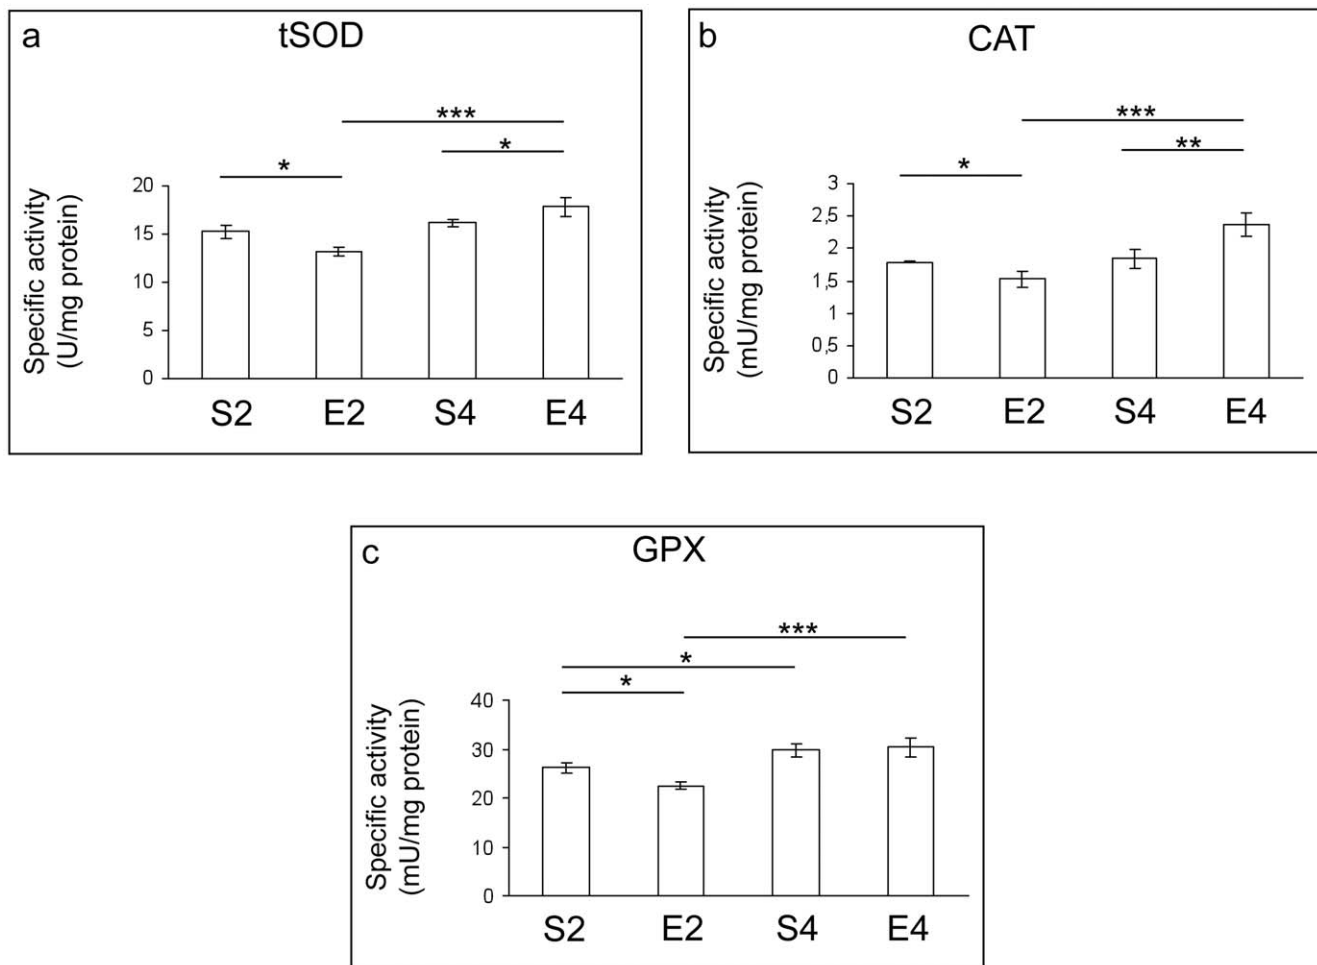 a
tSOD
***
*
*
Specific activity
(U/mg protein)
20
15
10
5
0
S2 E2 S4 E4
b
CAT
***
**
*
Specific activity
(mU/mg protein)
3
2,5
2
1,5
1
0,5
0
S2 E2 S4 E4
c
GPX
***
*
*
Specific activity
(mU/mg protein)
40
30
20
10
0
S2 E2 S4 E4